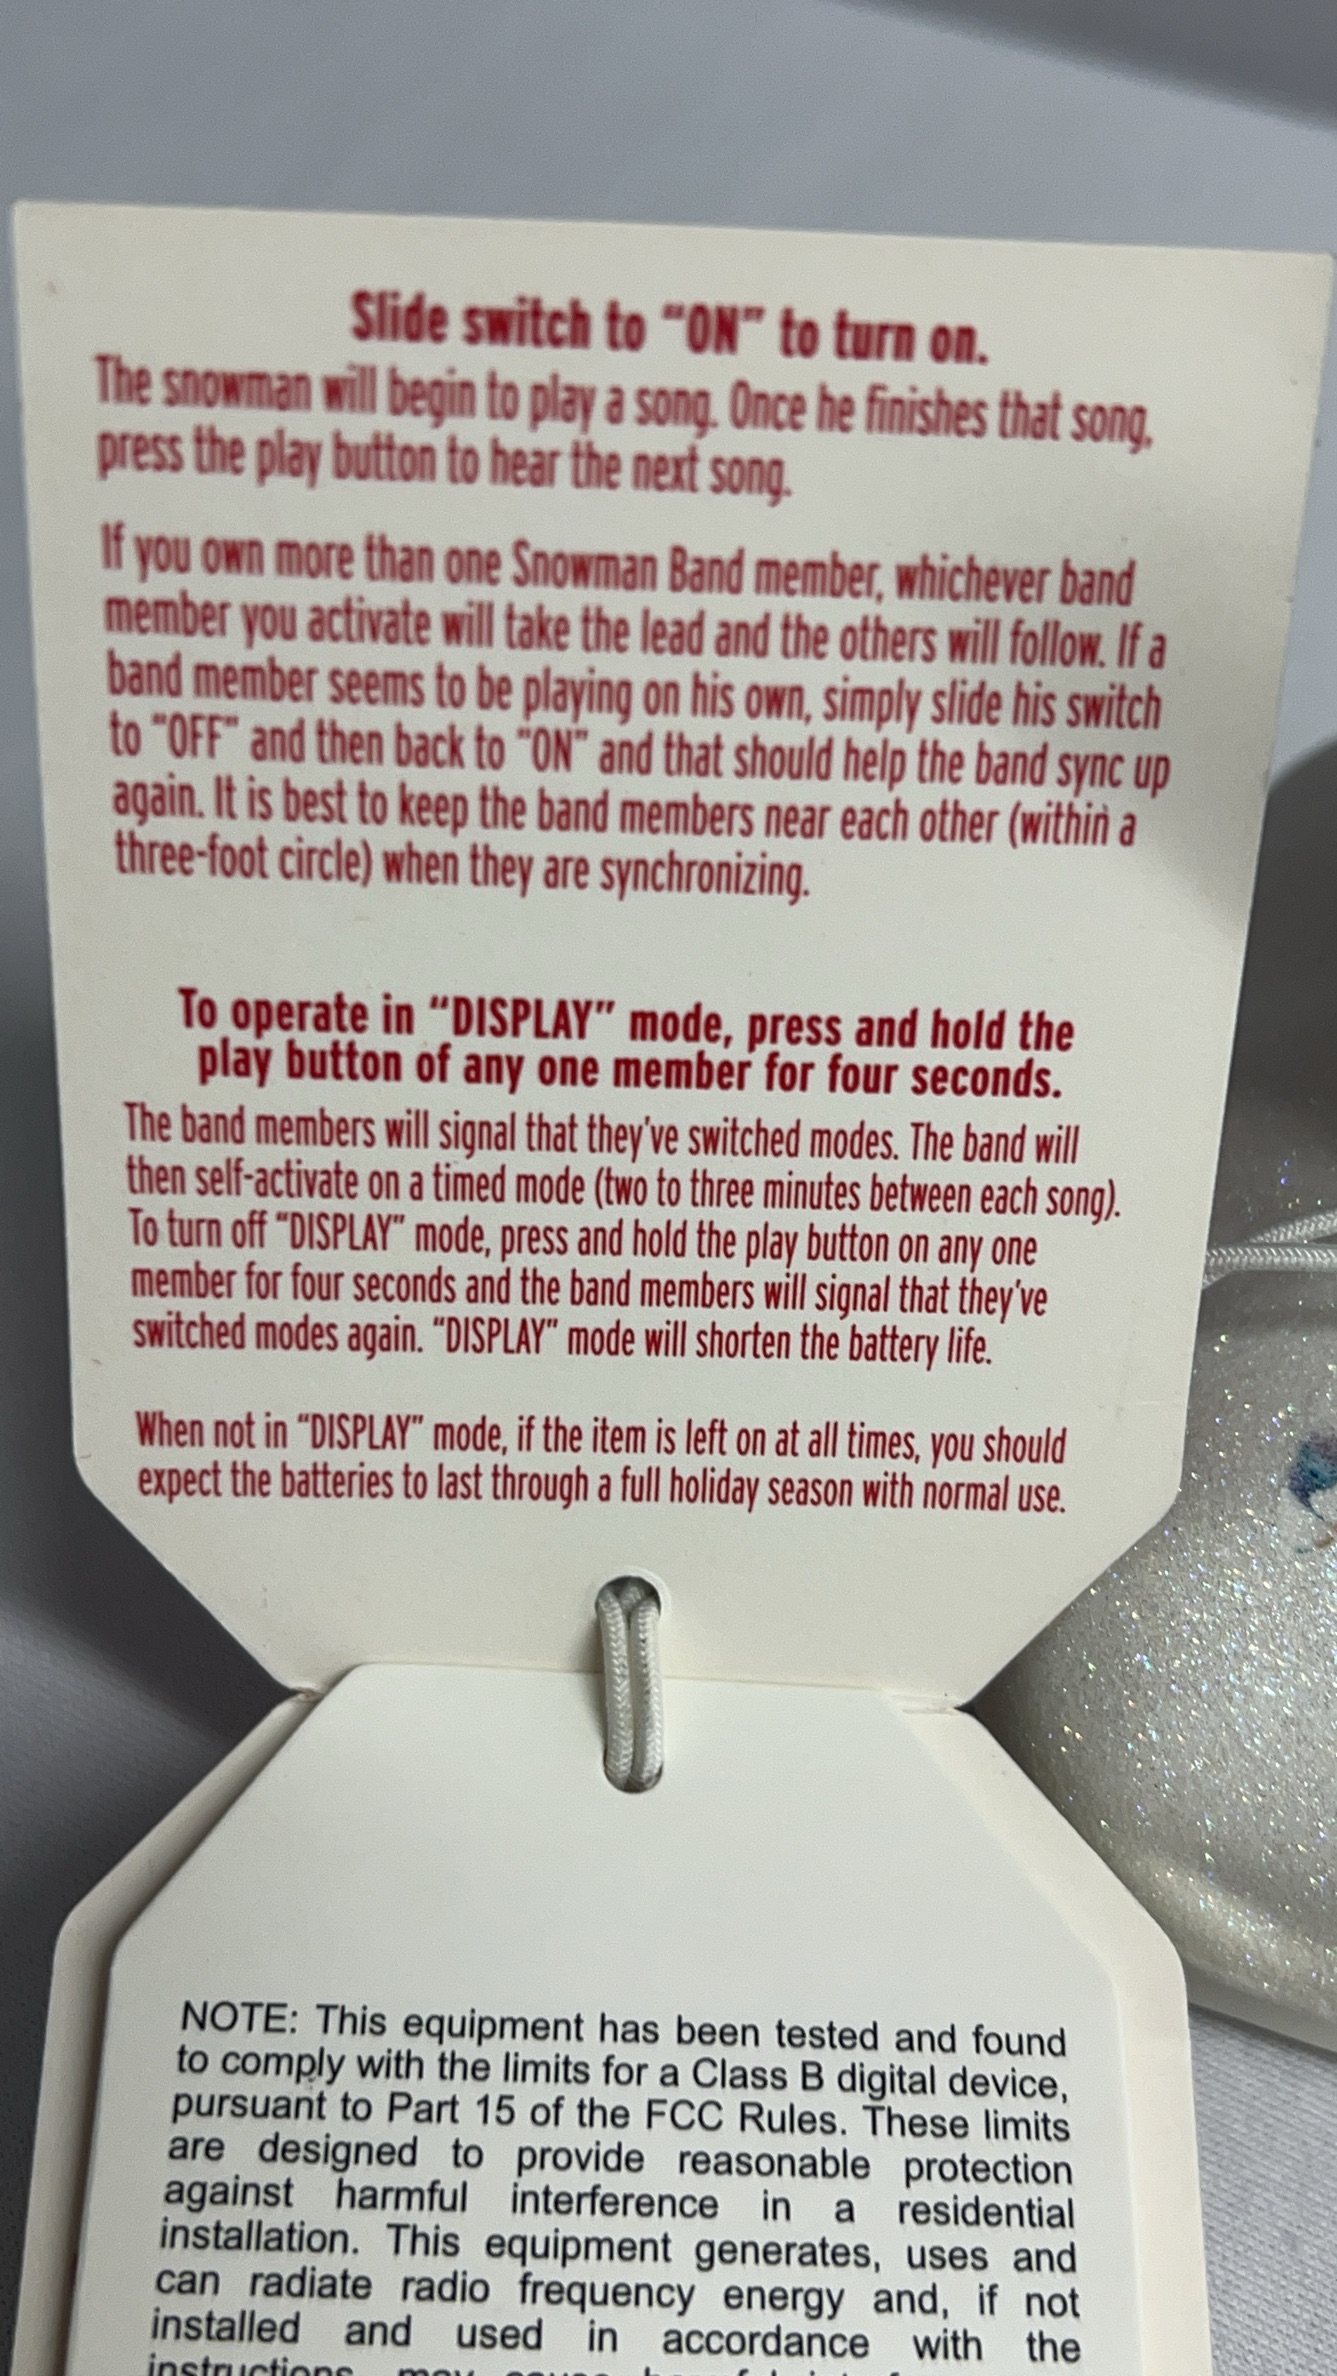 Slide switch to "ON" to turn on.
The snowman will begin to play a song. Once he finishes that song,
press the play button to hear the next song.
If you own more than one Snowman Band member, whichever band
member you activate will take the lead and the others will follow. If a
band member seems to be playing on his own, simply slide his switch
to "OFF" and then back to "ON" and that should help the band sync up
again. It is best to keep the band members near each other (within a
three-foot circle) when they are synchronizing.
To operate in “DISPLAY” mode, press and hold the
play button of any one member for four seconds.
The band members will signal that they've switched modes. The band will
then self-activate on a timed mode (two to three minutes between each song).
To turn off “DISPLAY” mode, press and hold the play button on any one
member for four seconds and the band members will signal that they've
switched modes again. “DISPLAY” mode will shorten the battery life.
When not in “DISPLAY” mode, if the item is left on at all times, you should
expect the batteries to last through a full holiday season with normal use.
NOTE: This equipment has been tested and found
to comply with the limits for a Class B digital device,
pursuant to Part 15 of the FCC Rules. These limits
are designed to provide reasonable protection
against harmful interference in a residential
installation. This equipment generates, uses and
can radiate radio frequency energy and, if not
installed and used in accordance with the
instructions, may cause